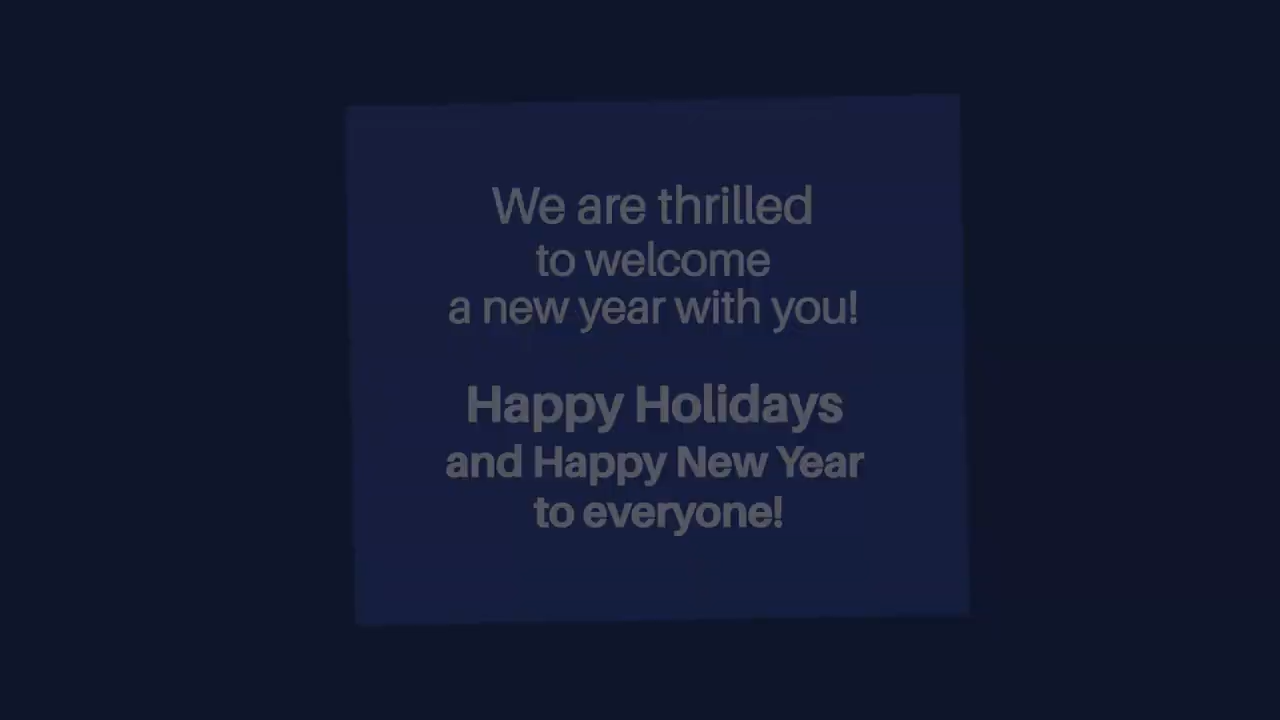 We are thrilled
to welcome
a new year with you!
Happy Holidays
and Happy New Year
to everyone!